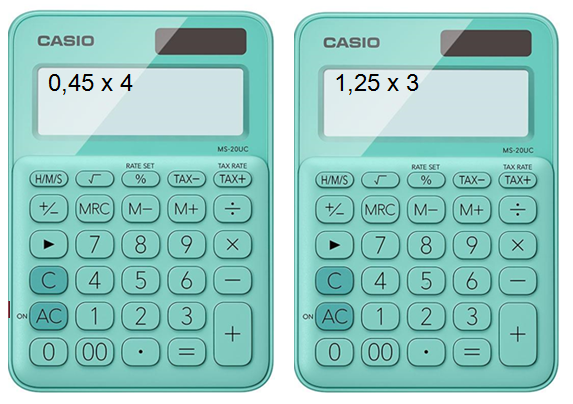 CASIO
0,45 x 4
MS-20UC
RATE SET TAX RATE
H/M/S √ % TAX− TAX+
+/− MRC M− M+ ÷
▶ 7 8 9 ×
C 4 5 6 −
ON AC 1 2 3 +
0 00 · =
CASIO
1,25 x 3
MS-20UC
RATE SET TAX RATE
H/M/S √ % TAX− TAX+
+/− MRC M− M+ ÷
▶ 7 8 9 ×
C 4 5 6 −
ON AC 1 2 3 +
0 00 · =